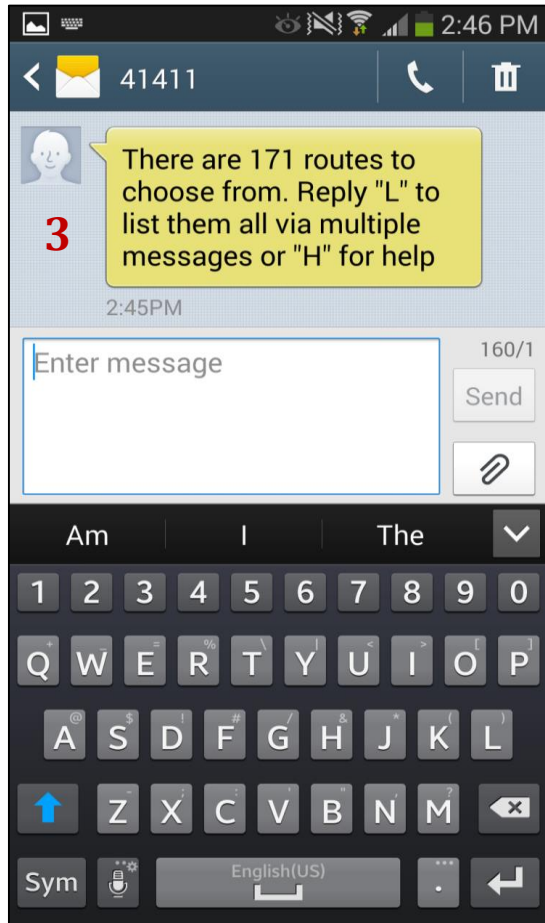 2:46 PM
41411
There are 171 routes to
choose from. Reply "L" to
list them all via multiple
messages or "H" for help
3
2:45PM
Enter message
160/1
Send
Am I The
1 2 3 4 5 6 7 8 9 0
+ - = % \ | < > [ ]
Q W E R T Y U I O P
@ $ ! # / & * ( )
A S D F G H J K L
- ; : ' " , ?
Z X C V B N M
Sym English(US) .